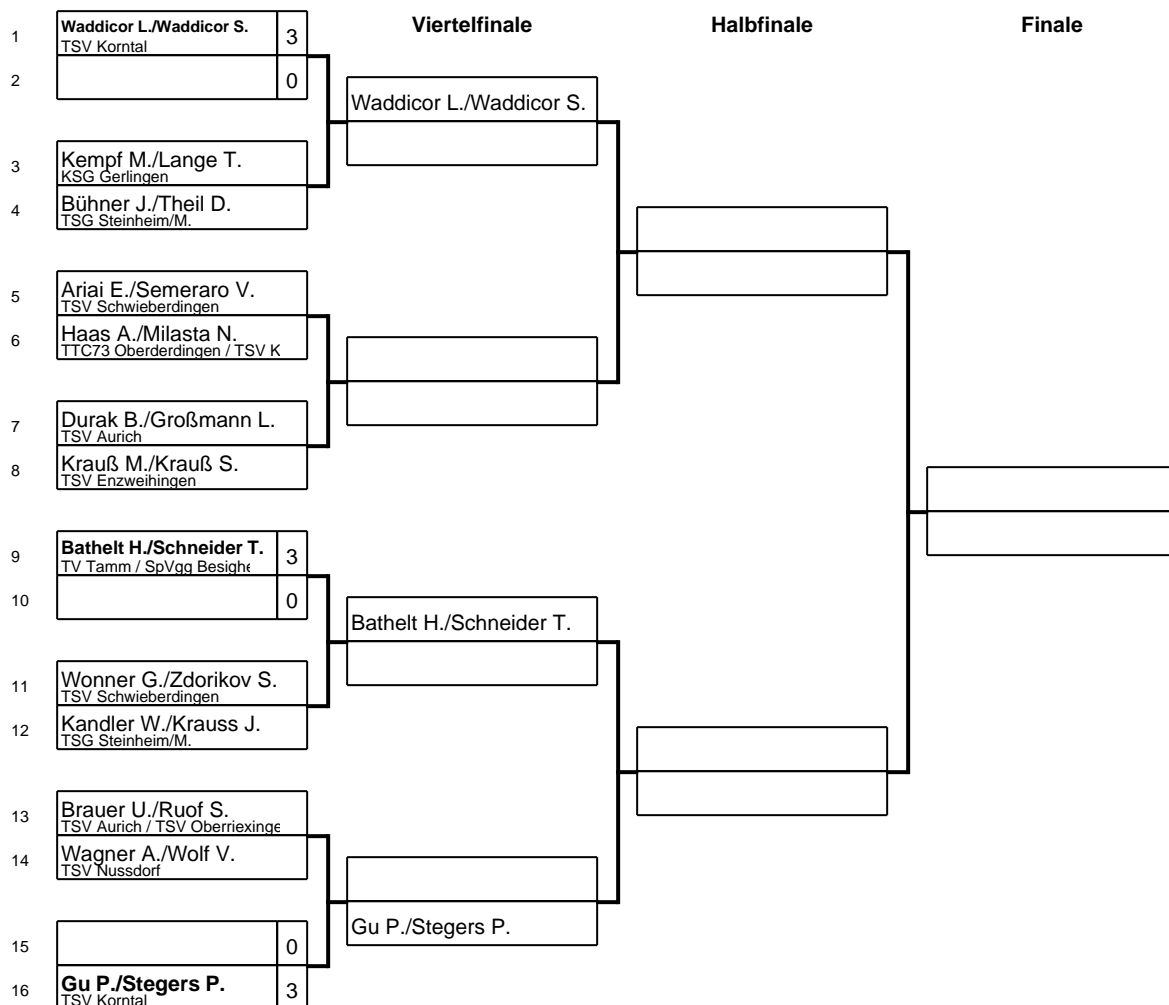 Viertelfinale
Halbfinale
Finale
1
Waddicor L./Waddicor S.
3
TSV Korntal
2
0
Waddicor L./Waddicor S.
3
Kempf M./Lange T.
KSG Gerlingen
4
Bühner J./Theil D.
TSG Steinheim/M.
5
Ariai E./Semeraro V.
TSV Schwieberdingen
6
Haas A./Milasta N.
TTC73 Oberderdingen / TSV K
7
Durak B./Großmann L.
TSV Aurich
8
Krauß M./Krauß S.
TSV Enzweihingen
9
Bathelt H./Schneider T.
3
TV Tamm / SpVgg Besighe
10
0
Bathelt H./Schneider T.
11
Wonner G./Zdorikov S.
TSV Schwieberdingen
12
Kandler W./Krauss J.
TSG Steinheim/M.
13
Brauer U./Ruof S.
TSV Aurich / TSV Oberriexinge
14
Wagner A./Wolf V.
TSV Nussdorf
Gu P./Stegers P.
15
0
16
Gu P./Stegers P.
3
TSV Korntal